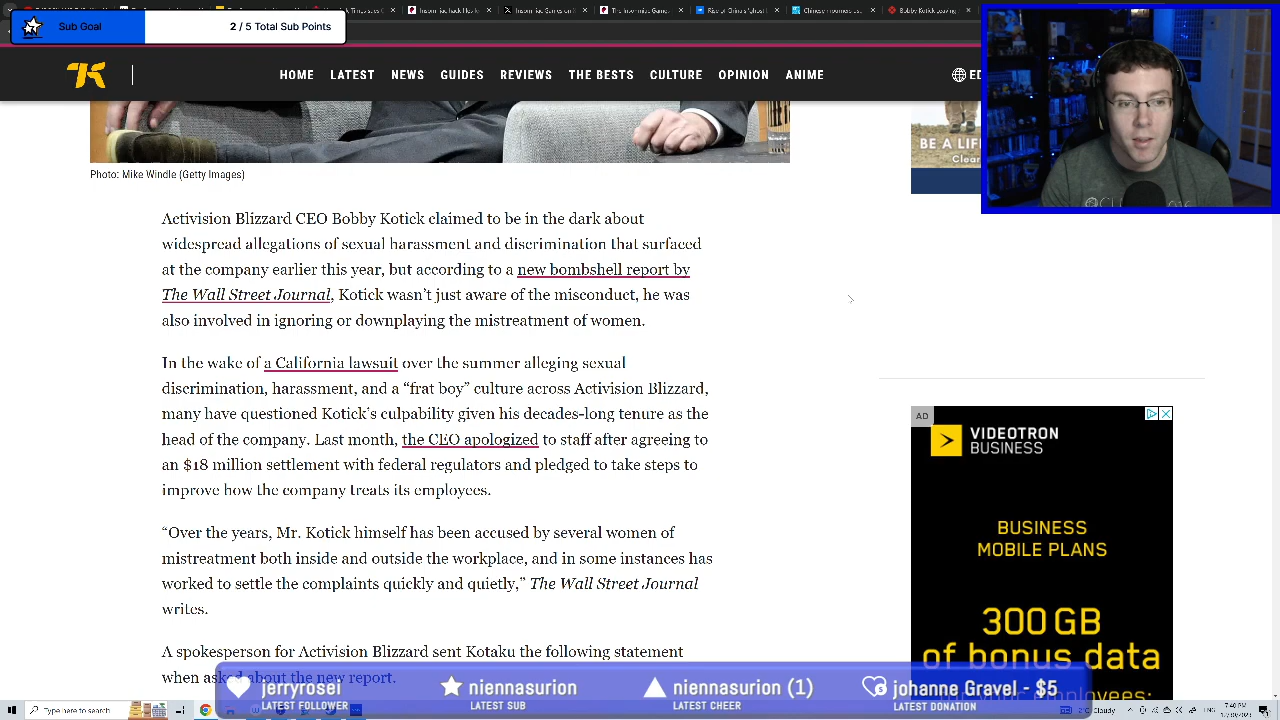 Sub Goal 2 / 5 Total Sub Points
HOME LATEST NEWS GUIDES REVIEWS THE BESTS CULTURE OPINION ANIME
Photo: Mike Windle (Getty Images)
BE A LIF
Clear
Activision Blizzard CEO Bobby Kotick claimed to be in the dark about
widespread allegations of sexual harassment and discrimination that surfaced
at the company earlier this year, but according to a new bombshell report by
The Wall Street Journal, Kotick wasn’t just aware of the misconduct, he was
also involved in ignoring or downplaying the mistreatment of women.
In the wake of a California lawsuit over the summer alleging sexual
discrimination, harassment, and a “frat boy” culture across Activision Blizzard,
many have questioned Kotick’s culpability given his decades-long tenure as the
head of the company. Last month, the CEO apologized to staff after agreeing to
an $18 million settlement with federal regulators and pledged to take steps to
improve how the company treats its employees.
“Over the years, Mr. Kotick himself has been accused by several women of
mistreatment both inside and outside the workplace, and in some instances has
worked to settle the complaints quickly and quietly,” The Wall Street Journal
writes.
A spokesperson for Activision Blizzard sent Kotaku the following statement
when asked about the new report.
AD
VIDEOTRON
BUSINESS
BUSINESS
MOBILE PLANS
300 GB
of bonus data
jerryrosei
LATEST FOLLOWER
niennasurion
LATEST SUB
niennasurion (1)
LATEST CHEER
johanne Gravel - $5
LATEST DONATION
Type here to search